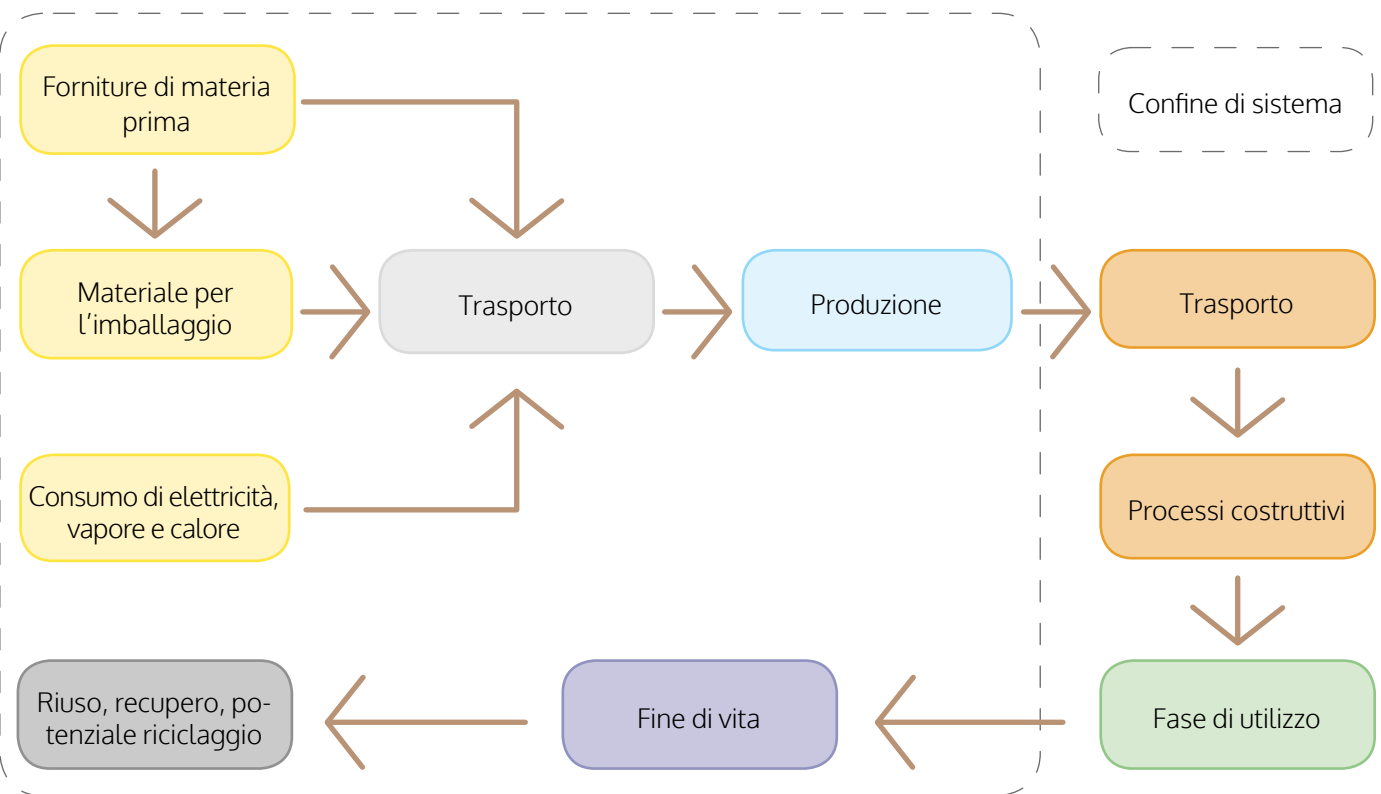 Forniture di materia
prima
Confine di sistema
Materiale per
l'imballaggio
Trasporto
Produzione
Trasporto
Consumo di elettricità,
vapore e calore
Processi costruttivi
Riuso, recupero, po-
tenziale riciclaggio
Fine di vita
Fase di utilizzo